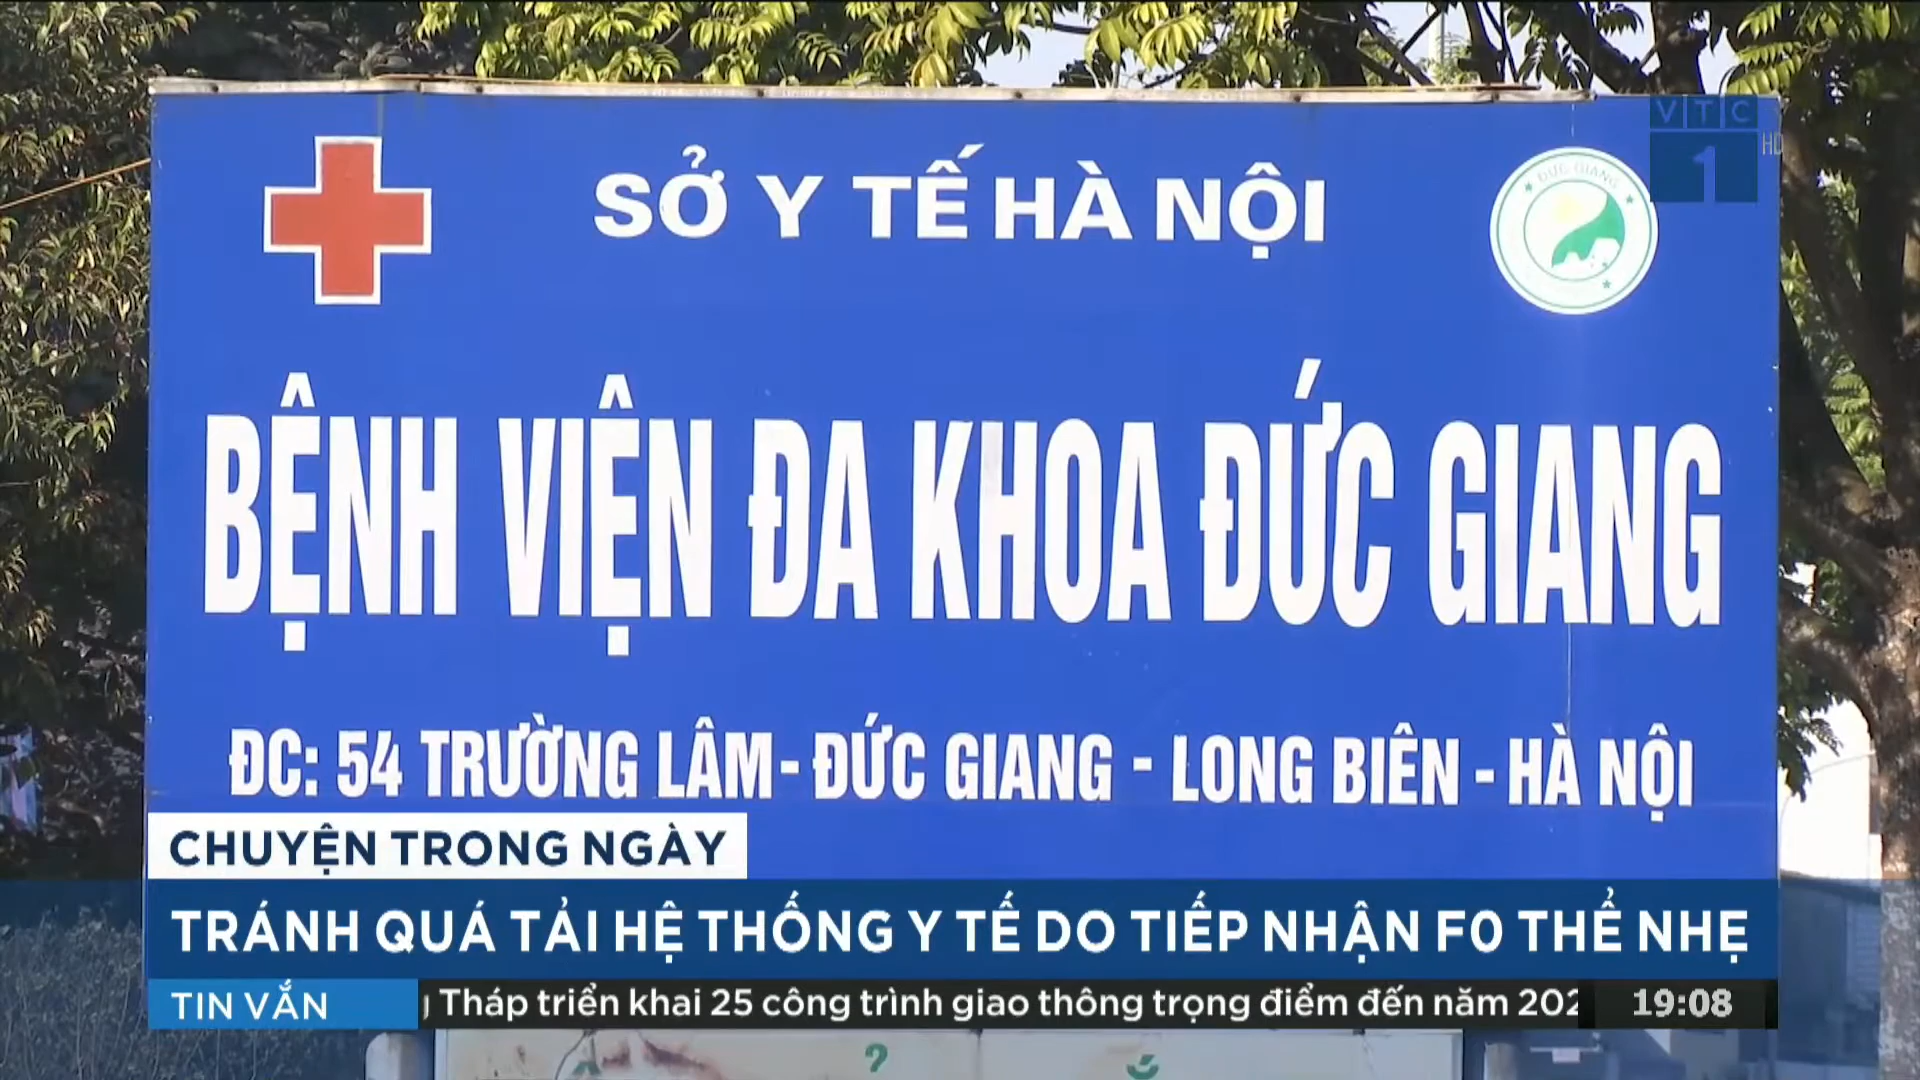 VTC
1
HD
SỞ Y TẾ HÀ NỘI
ĐỨC GIANG
BỆNH VIỆN ĐA KHOA ĐỨC GIANG
ĐC: 54 TRƯỜNG LÂM - ĐỨC GIANG - LONG BIÊN - HÀ NỘI
CHUYỆN TRONG NGÀY
TRÁNH QUÁ TẢI HỆ THỐNG Y TẾ DO TIẾP NHẬN F0 THỂ NHẸ
TIN VẮN
Tháp triển khai 25 công trình giao thông trọng điểm đến năm
19:08